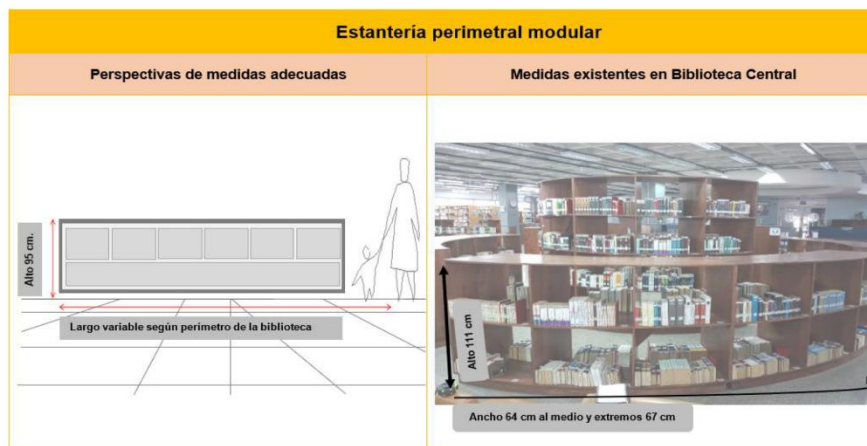 Estantería perimetral modular
Perspectivas de medidas adecuadas
Medidas existentes en Biblioteca Central
Alto 95 cm.
Largo variable según perímetro de la biblioteca
Alto 111 cm
Ancho 64 cm al medio y extremos 67 cm